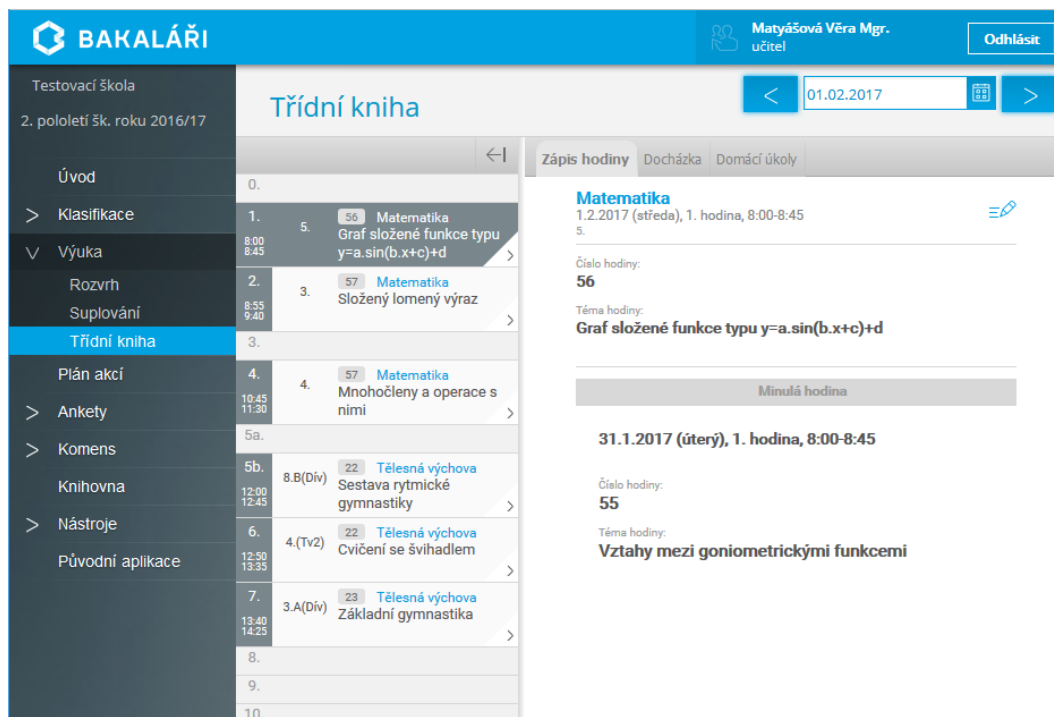 BAKALÁŘI
Matyášová Věra Mgr.
učitel
Odhlásit
Testovací škola
2. pololetí šk. roku 2016/17
Úvod
> Klasifikace
V Výuka
Rozvrh
Suplování
Třídní kniha
Plán akcí
> Ankety
> Komens
Knihovna
> Nástroje
Původní aplikace
Třídní kniha
< 01.02.2017 >
0.
1. 8:00 8:45
5.
56 Matematika
Graf složené funkce typu
y=a.sin(b.x+c)+d
2. 8:55 9:40
3.
57 Matematika
Složený lomený výraz
3.
4. 10:45 11:30
4.
57 Matematika
Mnohočleny a operace s
nimi
5a.
5b. 12:00 12:45
8.B(Dív)
22 Tělesná výchova
Sestava rytmické
gymnastiky
6. 12:50 13:35
4.(Tv2)
22 Tělesná výchova
Cvičení se švihadlem
7. 13:40 14:25
3.A(Dív)
23 Tělesná výchova
Základní gymnastika
8.
9.
10.
Zápis hodiny Docházka Domácí úkoly
Matematika
1.2.2017 (středa), 1. hodina, 8:00-8:45
5.
Číslo hodiny:
56
Téma hodiny:
Graf složené funkce typu y=a.sin(b.x+c)+d
Minulá hodina
31.1.2017 (úterý), 1. hodina, 8:00-8:45
Číslo hodiny:
55
Téma hodiny:
Vztahy mezi goniometrickými funkcemi